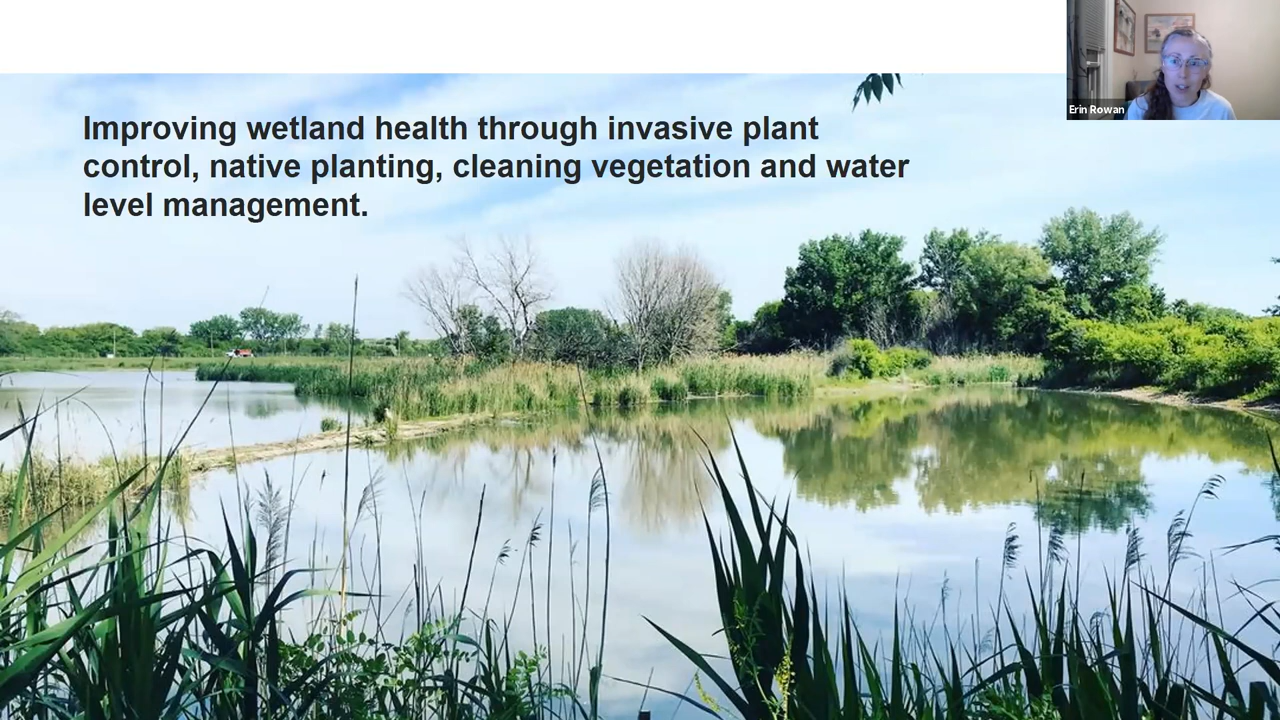 Improving wetland health through invasive plant
control, native planting, cleaning vegetation and water
level management.
Erin Rowan